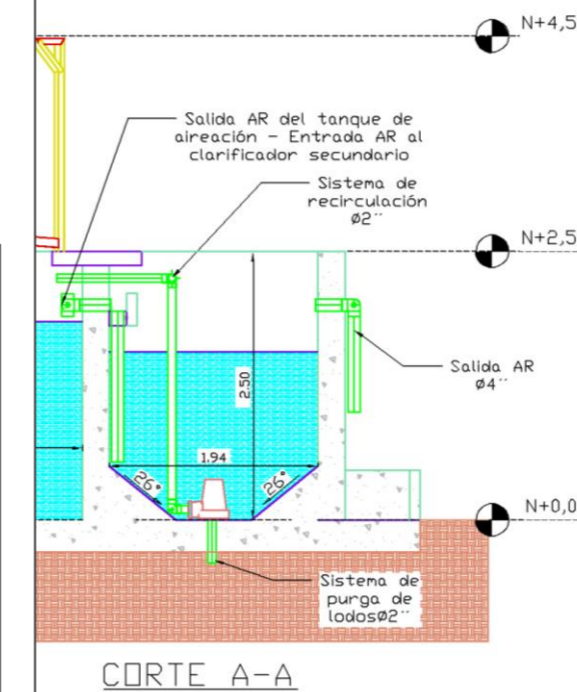 N+4,5
Salida AR del tanque de
aireación - Entrada AR al
clarificador secundario
Sistema de
recirculación
ø2´´
N+2,5
Salida AR
ø4´´
2.50
1.94
26°
26°
N+0,0
Sistema de
purga de
lodosø2´´
CORTE A-A